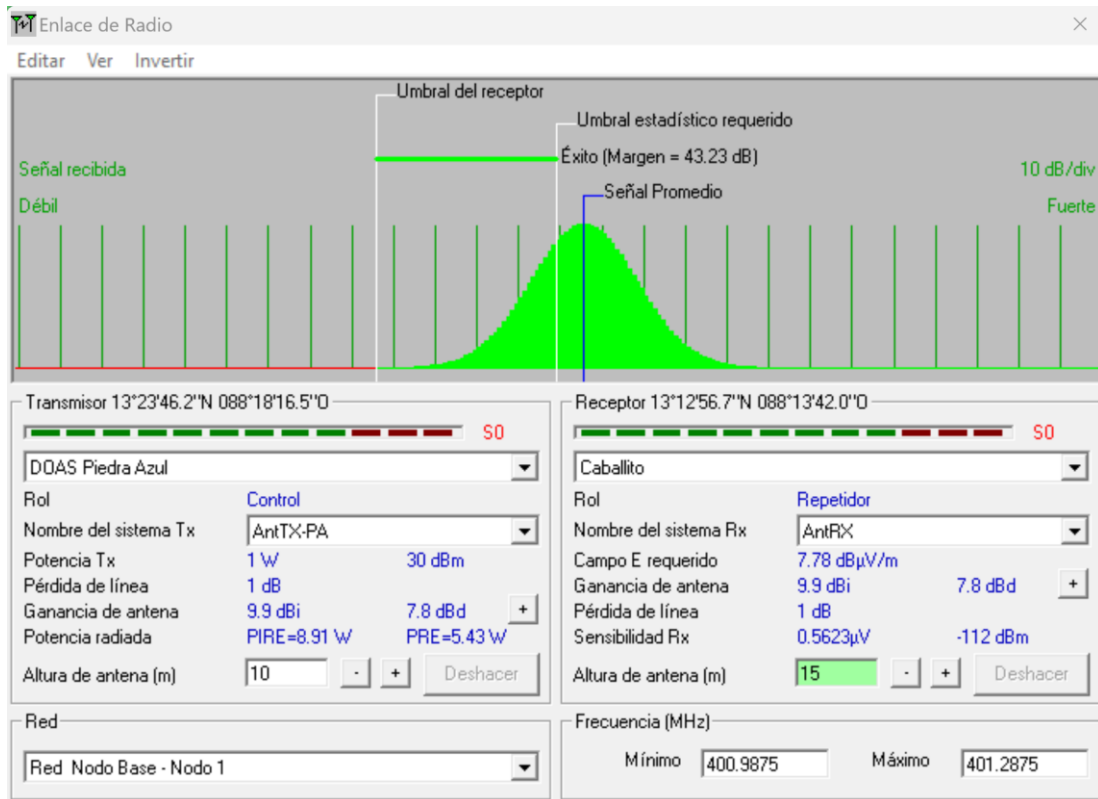 Enlace de Radio
Editar Ver Invertir
Umbral del receptor
Umbral estadístico requerido
Éxito (Margen = 43.23 dB)
Señal recibida
10 dB/div
Señal Promedio
Débil
Fuerte
Transmisor 13°23'46.2''N 088°18'16.5''O
S0
DOAS Piedra Azul
Rol Control
Nombre del sistema Tx AntTX-PA
Potencia Tx 1 W 30 dBm
Pérdida de línea 1 dB
Ganancia de antena 9.9 dBi 7.8 dBd +
Potencia radiada PIRE=8.91 W PRE=5.43 W
Altura de antena (m) 10 - + Deshacer
Receptor 13°12'56.7''N 088°13'42.0''O
S0
Caballito
Rol Repetidor
Nombre del sistema Rx AntRX
Campo E requerido 7.78 dBµV/m
Ganancia de antena 9.9 dBi 7.8 dBd +
Pérdida de línea 1 dB
Sensibilidad Rx 0.5623µV -112 dBm
Altura de antena (m) 15 - + Deshacer
Red
Red Nodo Base - Nodo 1
Frecuencia (MHz)
Mínimo 400.9875 Máximo 401.2875